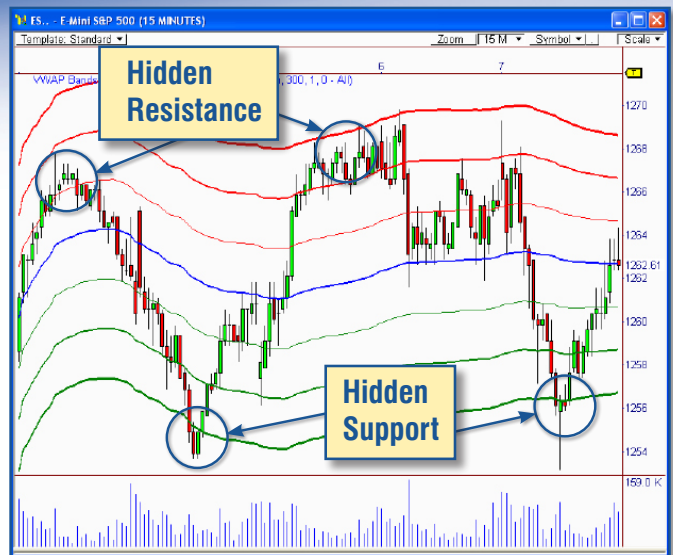 ES.. - E-Mini S&P 500 (15 MINUTES)
Template: Standard Zoom 15 M Symbol .. Scale
6 7
VWAP Bands , 300, 1, 0 - All)
T
Hidden
Resistance
1270
1268
1266
1264
1262.61
1262
1260
1258
1256
1254
Hidden
Support
159.0 K